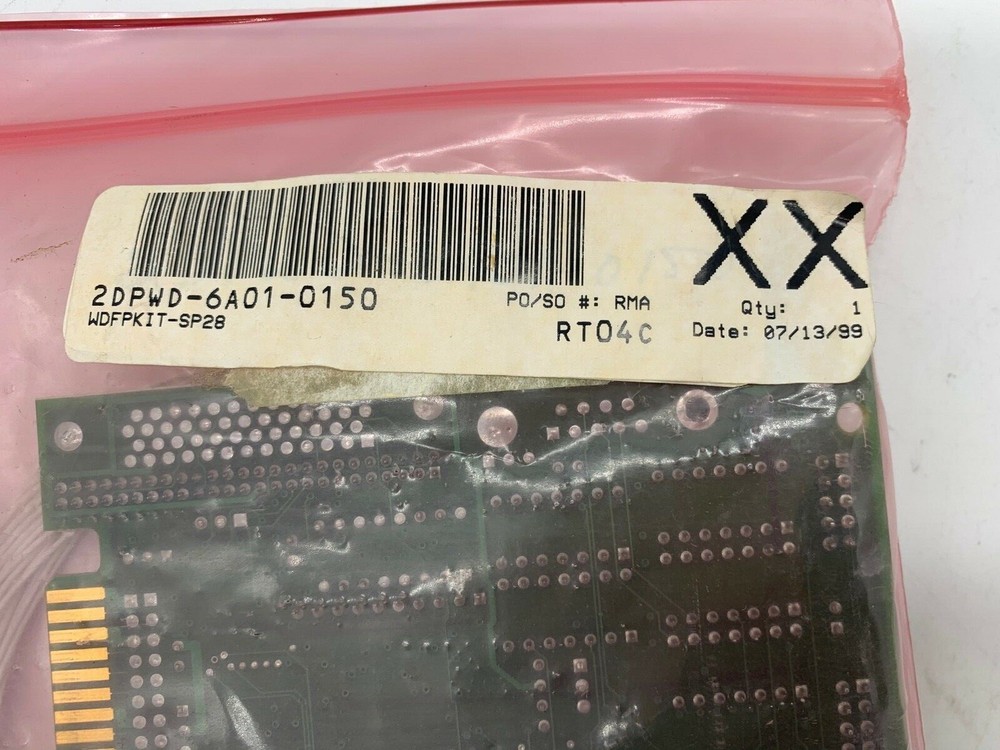 XX
2DPWD-6A01-0150
WDFPKIT-SP28
PO/SO #: RMA
RT04C
Qty: 1
Date: 07/13/99